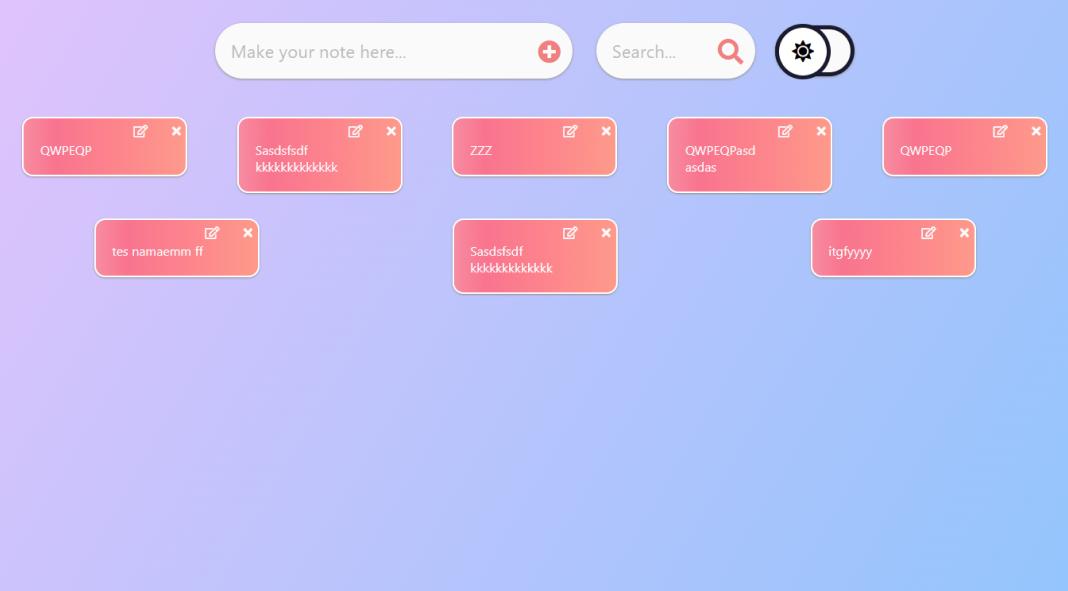 Make your note here...
Search...
QWPEQP
Sasdsfsdf
kkkkkkkkkkkkk
ZZZ
QWPEQPasd
asdas
QWPEQP
tes namaemm ff
Sasdsfsdf
kkkkkkkkkkkkk
itgfyyyy